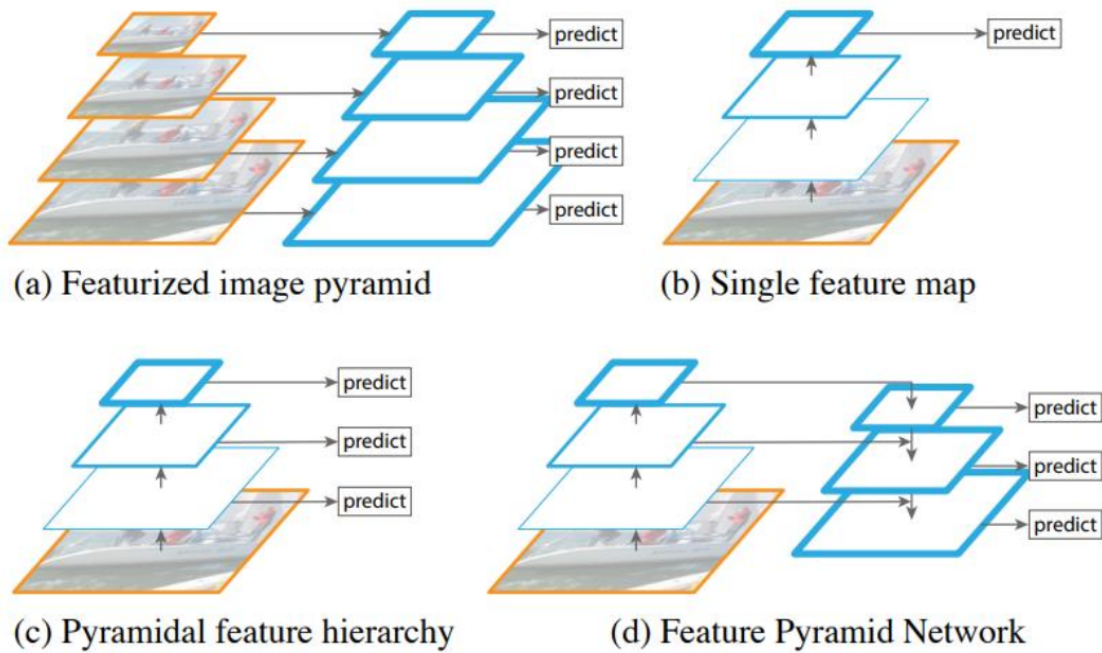 predict
predict
predict
predict
predict
(a) Featurized image pyramid
(b) Single feature map
predict
predict
predict
predict
predict
predict
(c) Pyramidal feature hierarchy
(d) Feature Pyramid Network